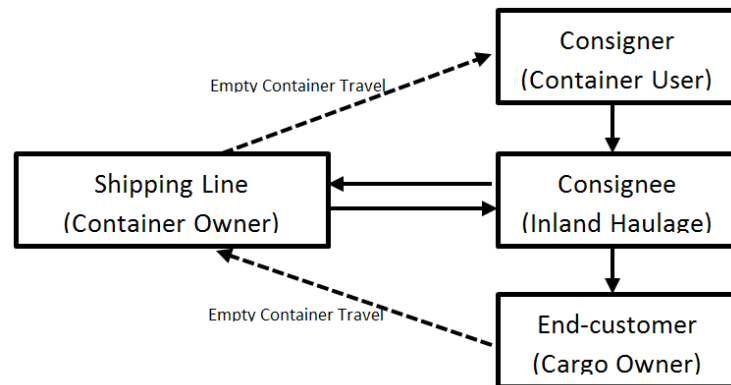 Consigner
(Container User)
Empty Container Travel
Shipping Line
(Container Owner)
Consignee
(Inland Haulage)
Empty Container Travel
End-customer
(Cargo Owner)